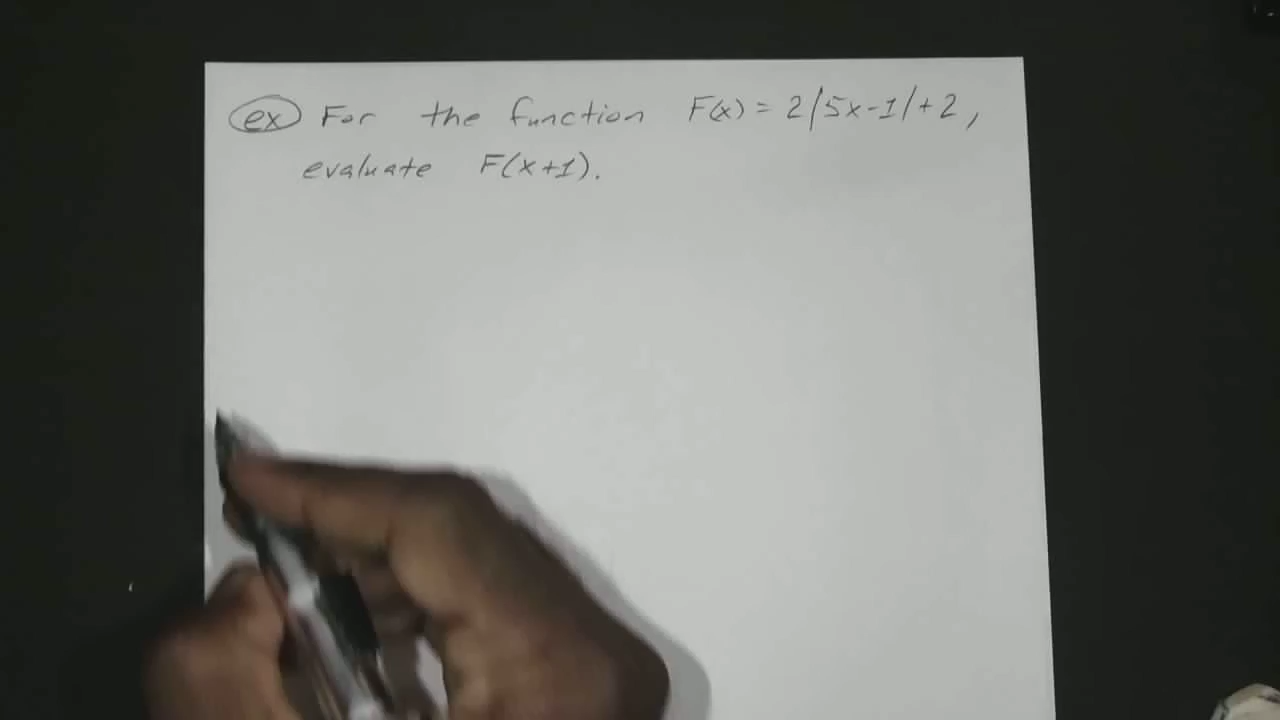 ex For the function F(x) = 2|5x-1|+2,
evaluate F(x+1).